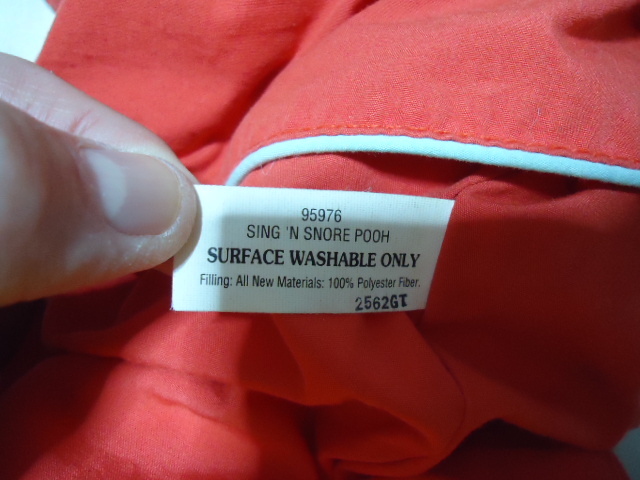 95976
SING 'N SNORE POOH
SURFACE WASHABLE ONLY
Filling: All New Materials: 100% Polyester Fiber.
2562GT